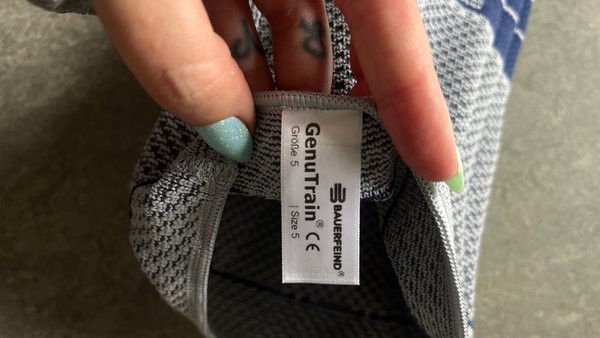 BAUERFEIND®
GenuTrain® CE
Größe 5 | Size 5